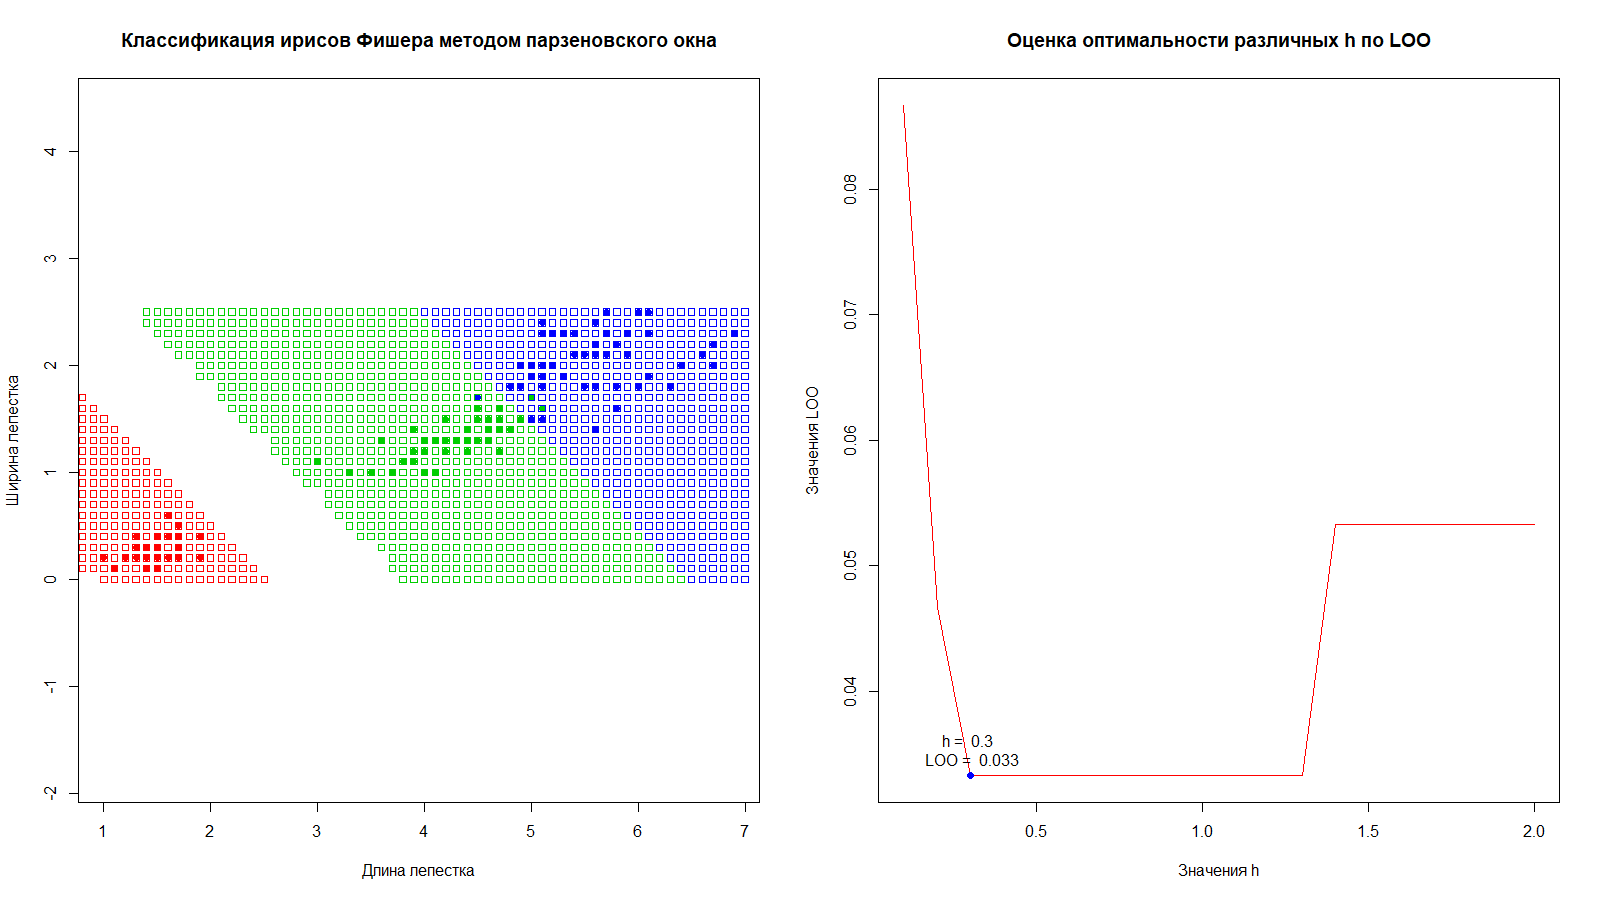 Классификация ирисов Фишера методом парзеновского окна
Ширина лепестка
4
3
2
1
0
-1
-2
1 2 3 4 5 6 7
Длина лепестка
Оценка оптимальности различных h по LOO
Значения LOO
0.08
0.07
0.06
0.05
0.04
h = 0.3
LOO = 0.033
0.5 1.0 1.5 2.0
Значения h